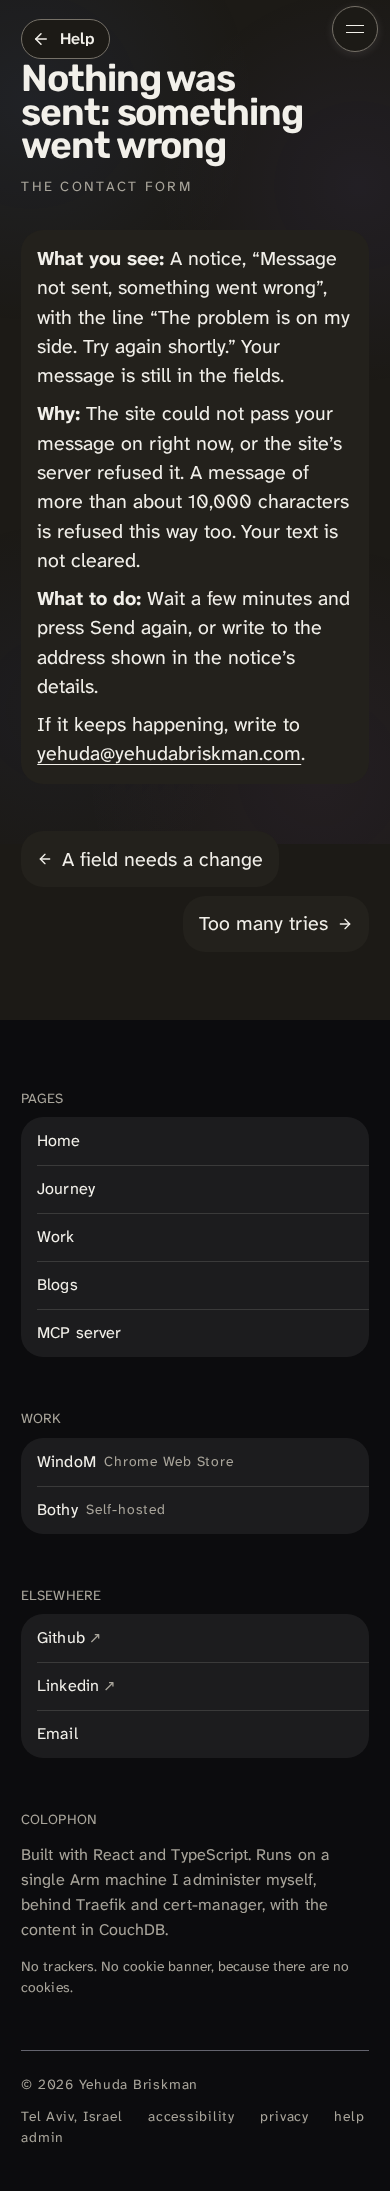 ← Help
Nothing was
sent: something
went wrong
THE CONTACT FORM
What you see: A notice, “Message
not sent, something went wrong”,
with the line “The problem is on my
side. Try again shortly.” Your
message is still in the fields.
Why: The site could not pass your
message on right now, or the site’s
server refused it. A message of
more than about 10,000 characters
is refused this way too. Your text is
not cleared.
What to do: Wait a few minutes and
press Send again, or write to the
address shown in the notice’s
details.
If it keeps happening, write to
yehuda@yehudabriskman.com.
← A field needs a change
Too many tries →
PAGES
Home
Journey
Work
Blogs
MCP server
WORK
WindoM Chrome Web Store
Bothy Self-hosted
ELSEWHERE
Github ↗
Linkedin ↗
Email
COLOPHON
Built with React and TypeScript. Runs on a
single Arm machine I administer myself,
behind Traefik and cert-manager, with the
content in CouchDB.
No trackers. No cookie banner, because there are no
cookies.
© 2026 Yehuda Briskman
Tel Aviv, Israel accessibility privacy help
admin